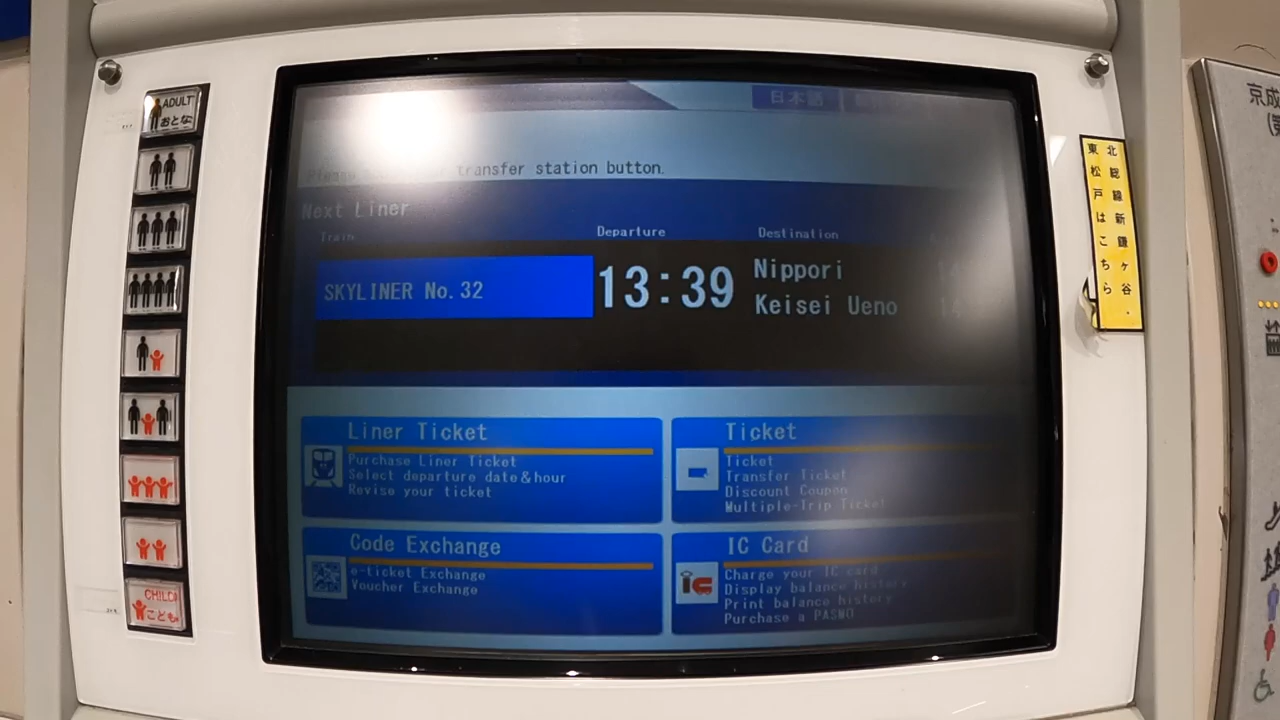 ADULT
おとな
日本語
transfer station button.
Next Liner
Train
Departure
Destination
SKYLINER No.32
13:39
Nippori
Keisei Ueno
Liner Ticket
Purchase Liner Ticket
Select departure date&hour
Revise your ticket
Ticket
Ticket
Transfer Ticket
Discount Coupon
Multiple-Trip Ticket
Code Exchange
e-ticket Exchange
Voucher Exchange
IC Card
Charge your IC card
Display balance history
Print balance history
Purchase a PASMO
CHILD
こども
北総線新鎌ヶ谷・
東松戸はこちら
京成